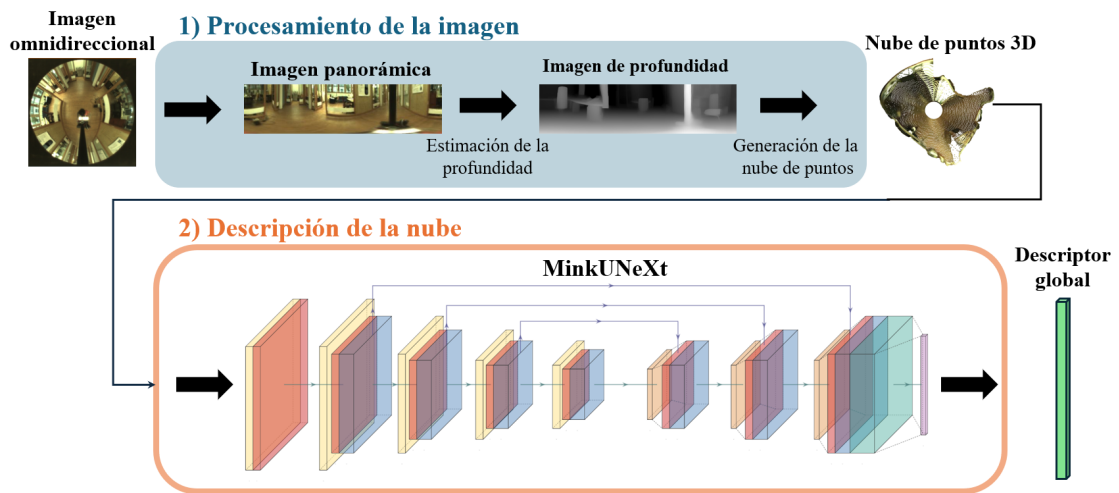 Imagen
omnidireccional
1) Procesamiento de la imagen
Imagen panorámica
Imagen de profundidad
Estimación de la
profundidad
Generación de la
nube de puntos
Nube de puntos 3D
2) Descripción de la nube
MinkUNeXt
Descriptor
global